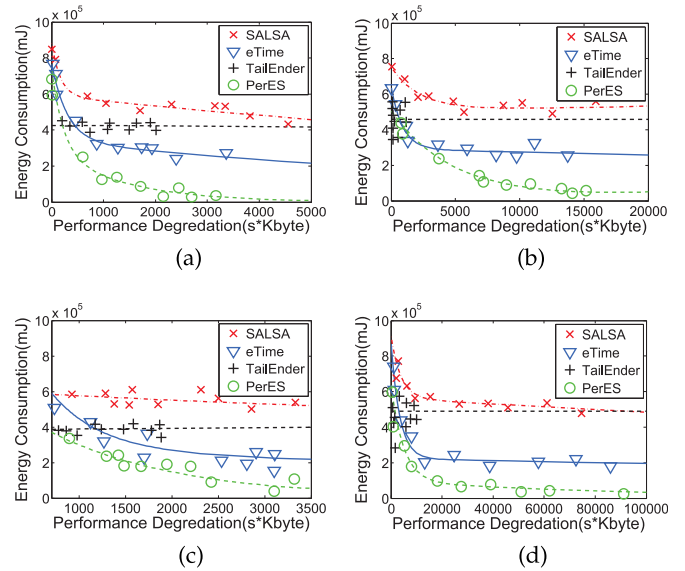 x 10^5
Energy Consumption(mJ)
10
8
6
4
2
0
SALSA
eTime
TailEnder
PerES
0 1000 2000 3000 4000 5000
Performance Degredation(s*Kbyte)
(a)
x 10^5
Energy Consumption(mJ)
10
8
6
4
2
0
SALSA
eTime
TailEnder
PerES
0 5000 10000 15000 20000
Performance Degredation(s*Kbyte)
(b)
x 10^5
Energy Consumption(mJ)
10
8
6
4
2
0
SALSA
eTime
TailEnder
PerES
1000 1500 2000 2500 3000 3500
Performance Degredation(s*Kbyte)
(c)
x 10^5
Energy Consumption(mJ)
10
8
6
4
2
0
SALSA
eTime
TailEnder
PerES
0 20000 40000 60000 80000 100000
Performance Degredation(s*Kbyte)
(d)